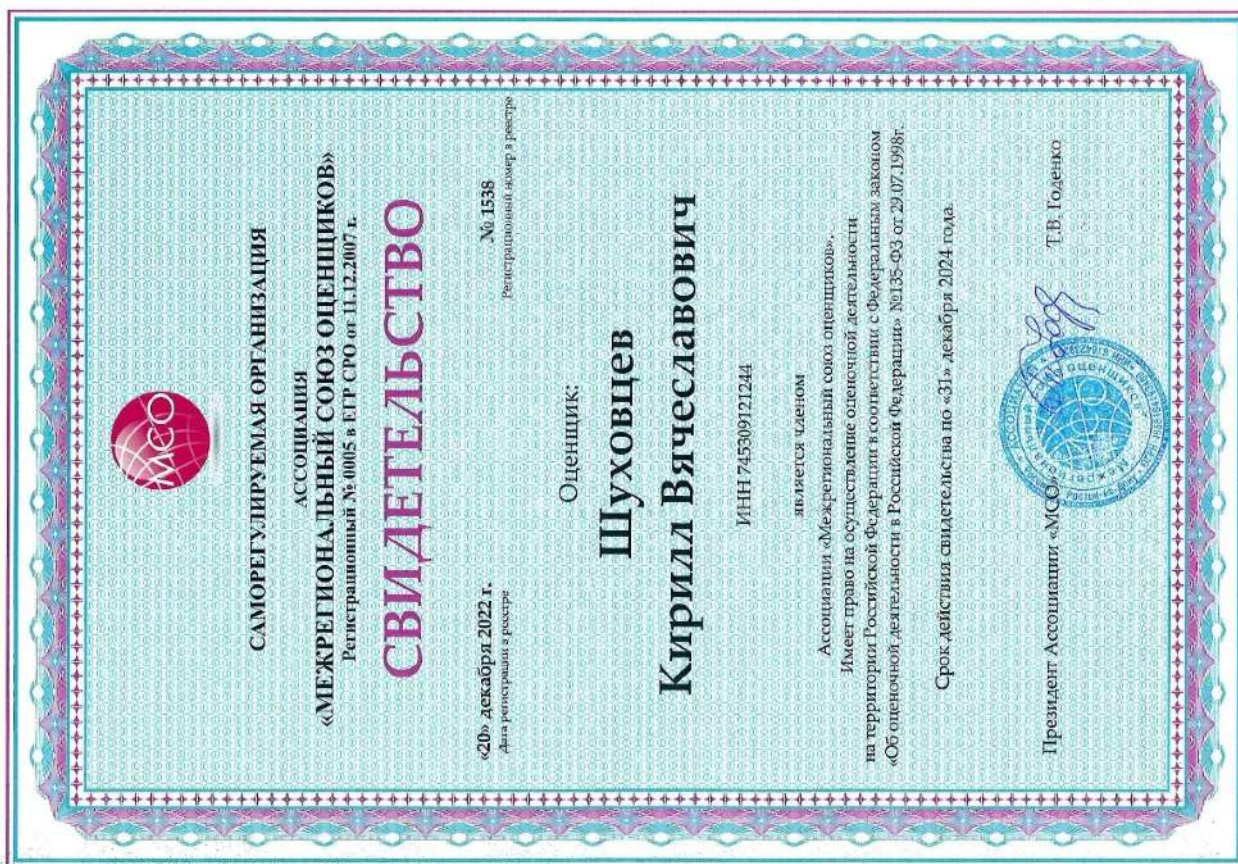 МСО
САМОРЕГУЛИРУЕМАЯ ОРГАНИЗАЦИЯ
АССОЦИАЦИЯ
«МЕЖРЕГИОНАЛЬНЫЙ СОЮЗ ОЦЕНЩИКОВ»
Регистрационный № 0005 в ЕГР СРО от 11.12.2007 г.
СВИДЕТЕЛЬСТВО
«20» декабря 2022 г. № 1538
Дата регистрации в реестре Регистрационный номер в реестре
Оценщик:
Шуховцев
Кирилл Вячеславович
ИНН 745309121244
является членом
Ассоциации «Межрегиональный союз оценщиков».
Имеет право на осуществление оценочной деятельности
на территории Российской Федерации в соответствии с Федеральным законом
«Об оценочной деятельности в Российской Федерации» №135-ФЗ от 29.07.1998г.
Срок действия свидетельства по «31» декабря 2024 года.
Президент Ассоциации «МСО» Т.В. Годенко